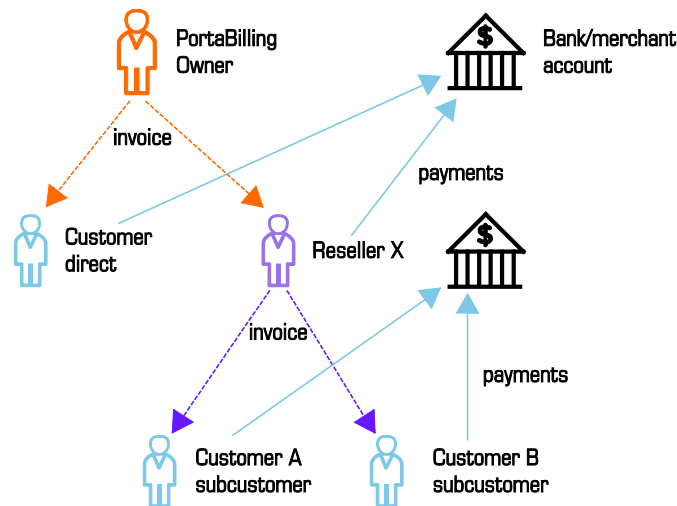 PortaBilling
Owner
$
Bank/merchant
account
invoice
payments
Customer
direct
Reseller X
$
invoice
payments
Customer A
subcustomer
Customer B
subcustomer